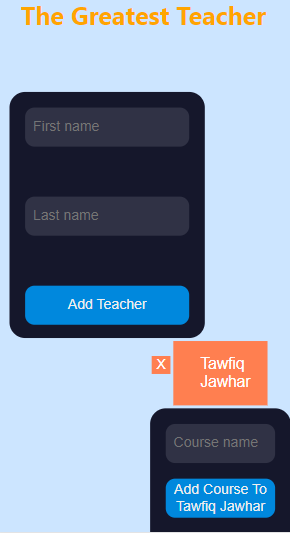 The Greatest Teacher
First name
Last name
Add Teacher
X
Tawfiq
Jawhar
Course name
Add Course To
Tawfiq Jawhar